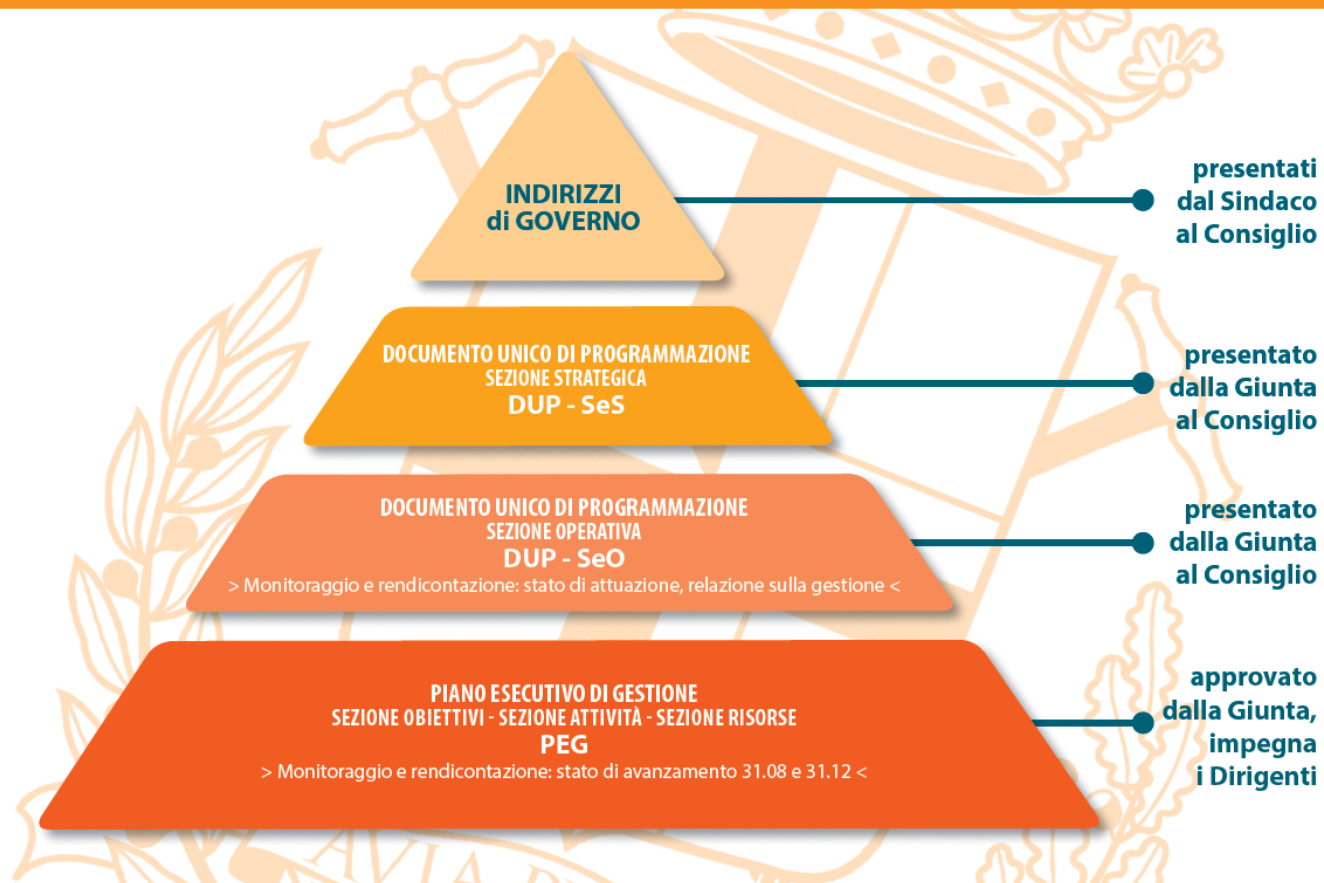 INDIRIZZI
di GOVERNO
presentati
dal Sindaco
al Consiglio
DOCUMENTO UNICO DI PROGRAMMAZIONE
SEZIONE STRATEGICA
DUP - SeS
presentato
dalla Giunta
al Consiglio
DOCUMENTO UNICO DI PROGRAMMAZIONE
SEZIONE OPERATIVA
DUP - SeO
> Monitoraggio e rendicontazione: stato di attuazione, relazione sulla gestione <
presentato
dalla Giunta
al Consiglio
PIANO ESECUTIVO DI GESTIONE
SEZIONE OBIETTIVI - SEZIONE ATTIVITÀ - SEZIONE RISORSE
PEG
> Monitoraggio e rendicontazione: stato di avanzamento 31.08 e 31.12 <
approvato
dalla Giunta,
impegna
i Dirigenti
AVIA